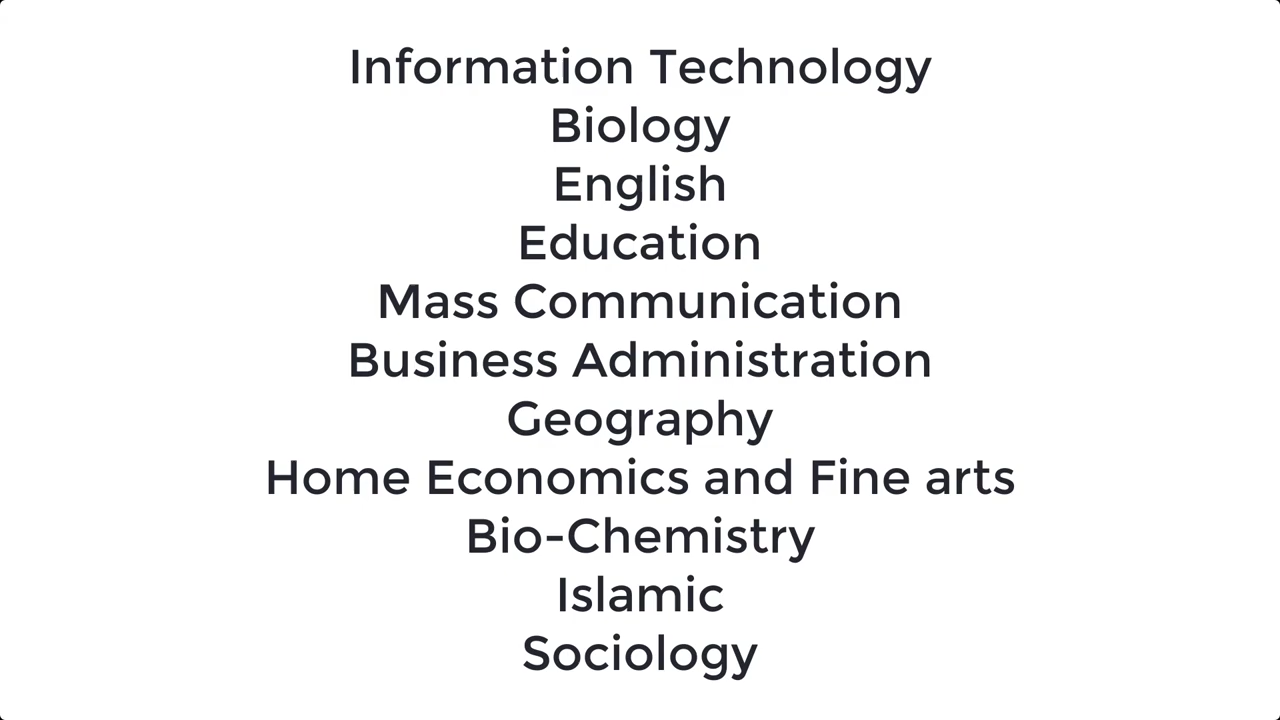 Information Technology
Biology
English
Education
Mass Communication
Business Administration
Geography
Home Economics and Fine arts
Bio-Chemistry
Islamic
Sociology